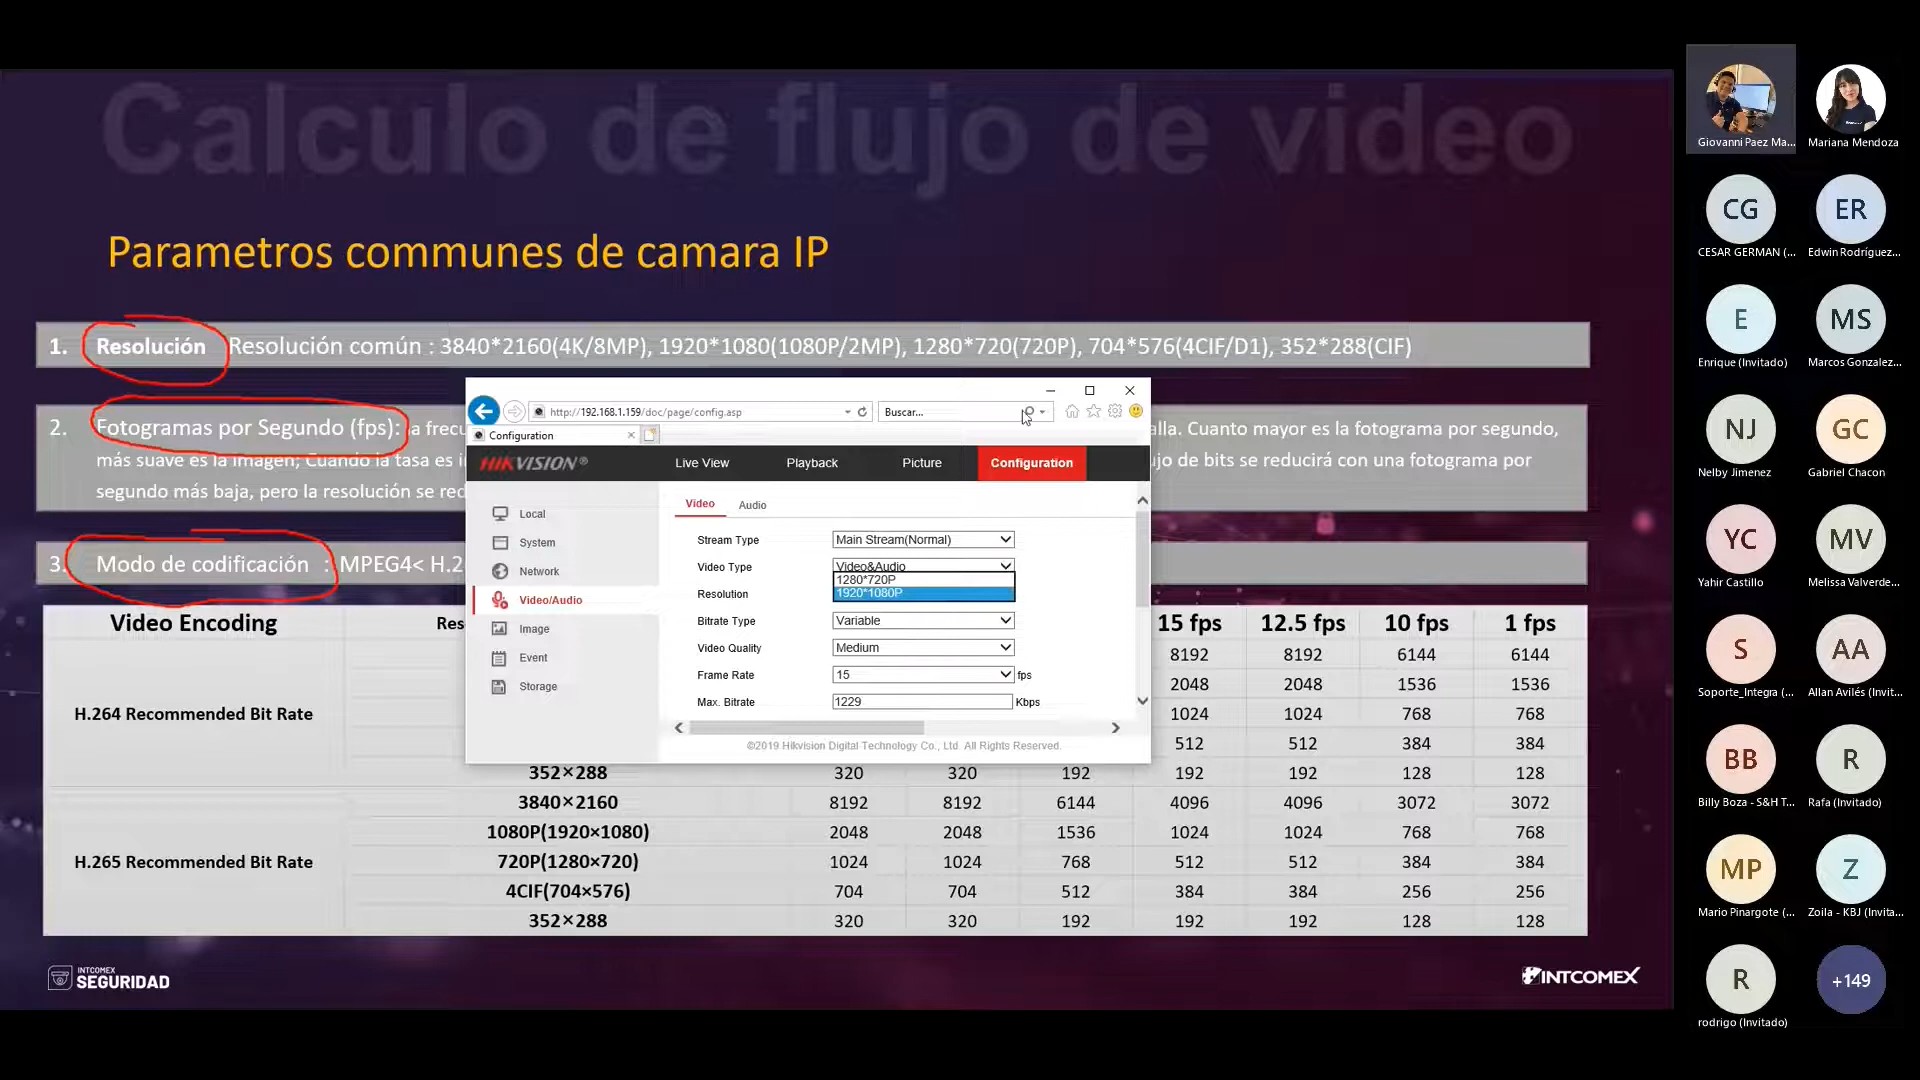 Calculo de flujo de video
Parametros communes de camara IP
1. Resolución Resolución común : 3840*2160(4K/8MP), 1920*1080(1080P/2MP), 1280*720(720P), 704*576(4CIF/D1), 352*288(CIF)
2. Fotogramas por Segundo (fps): la frecu alla. Cuanto mayor es la fotograma por segundo,
más suave es la imagen; Cuando la tasa es i jo de bits se reducirá con una fotograma por
segundo más baja, pero la resolución se red
3. Modo de codificación : MPEG4< H.2
http://192.168.1.159/doc/page/config.asp
Buscar...
Configuration
HIKVISION®
Live View Playback Picture Configuration
Local
System
Network
Video/Audio
Image
Event
Storage
Video Audio
Stream Type Main Stream(Normal)
Video Type Video&Audio
1280*720P
Resolution 1920*1080P
Bitrate Type Variable
Video Quality Medium
Frame Rate 15 fps
Max. Bitrate 1229 Kbps
©2019 Hikvision Digital Technology Co., Ltd. All Rights Reserved.
Video Encoding Res 15 fps 12.5 fps 10 fps 1 fps
8192 8192 6144 6144
2048 2048 1536 1536
H.264 Recommended Bit Rate 1024 1024 768 768
512 512 384 384
352×288 320 320 192 192 192 128 128
3840×2160 8192 8192 6144 4096 4096 3072 3072
1080P(1920×1080) 2048 2048 1536 1024 1024 768 768
H.265 Recommended Bit Rate 720P(1280×720) 1024 1024 768 512 512 384 384
4CIF(704×576) 704 704 512 384 384 256 256
352×288 320 320 192 192 192 128 128
INTCOMEX
SEGURIDAD
INTCOMEX
Giovanni Paez Ma...
Mariana Mendoza
CG
CESAR GERMAN (...
ER
Edwin Rodríguez...
E
Enrique (Invitado)
MS
Marcos Gonzalez...
NJ
Nelby Jimenez
GC
Gabriel Chacon
YC
Yahir Castillo
MV
Melissa Valverde...
S
Soporte_Integra (...
AA
Allan Avilés (Invit...
BB
Billy Boza - S&H T...
R
Rafa (Invitado)
MP
Mario Pinargote (...
Z
Zoila - KBJ (Invita...
R
rodrigo (Invitado)
+149